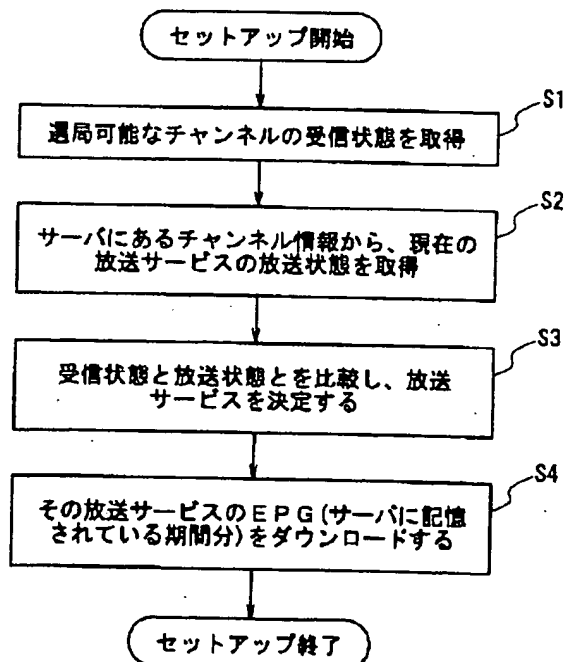 セットアップ開始
S1
選局可能なチャンネルの受信状態を取得
S2
サーバにあるチャンネル情報から、現在の
放送サービスの放送状態を取得
S3
受信状態と放送状態とを比較し、放送
サービスを決定する
S4
その放送サービスのEPG(サーバに記憶
されている期間分)をダウンロードする
セットアップ終了